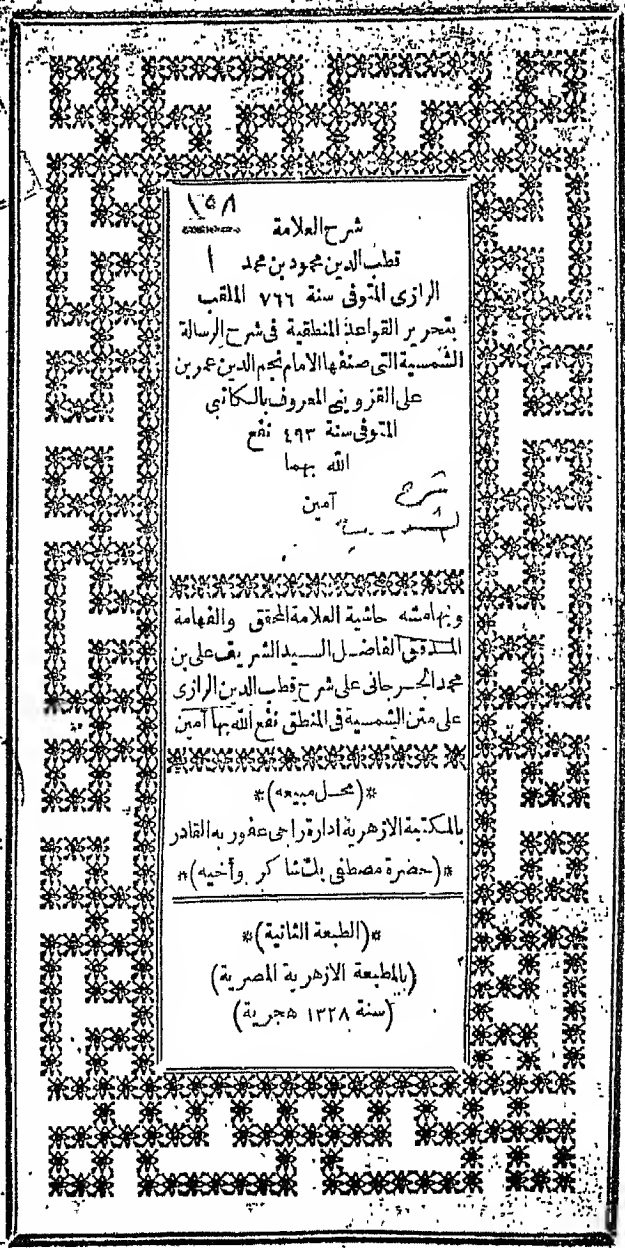 ١٥٨
شرح العلامة
قطب الدين محمود بن محمد
الرازى المتوفى سنة ٧٦٦ الملقب
بتحرير القواعد المنطقية فى شرح الرسالة
الشمسية التى صنفها الامام نجم الدين عمر بن
على القزوينى المعروف بالكاتبى
المتوفى سنة ٤٩٣ نفع
الله بهما
آمين
شرح
وبهامشه حاشية العلامة المحقق والفهامة
المدقق الفاضل السيد الشريف على بن
محمد الجرجانى على شرح قطب الدين الرازى
على متن الشمسية فى المنطق نفع الله بها آمين
*(محل مبيعه)*
بالمكتبة الازهرية ادارة راجى عفو ربه القادر
*(حضرة مصطفى بك شاكر وأخيه)*
*(الطبعة الثانية)*
(بالمطبعة الازهرية المصرية)
(سنة ١٣٢٨ هجرية)